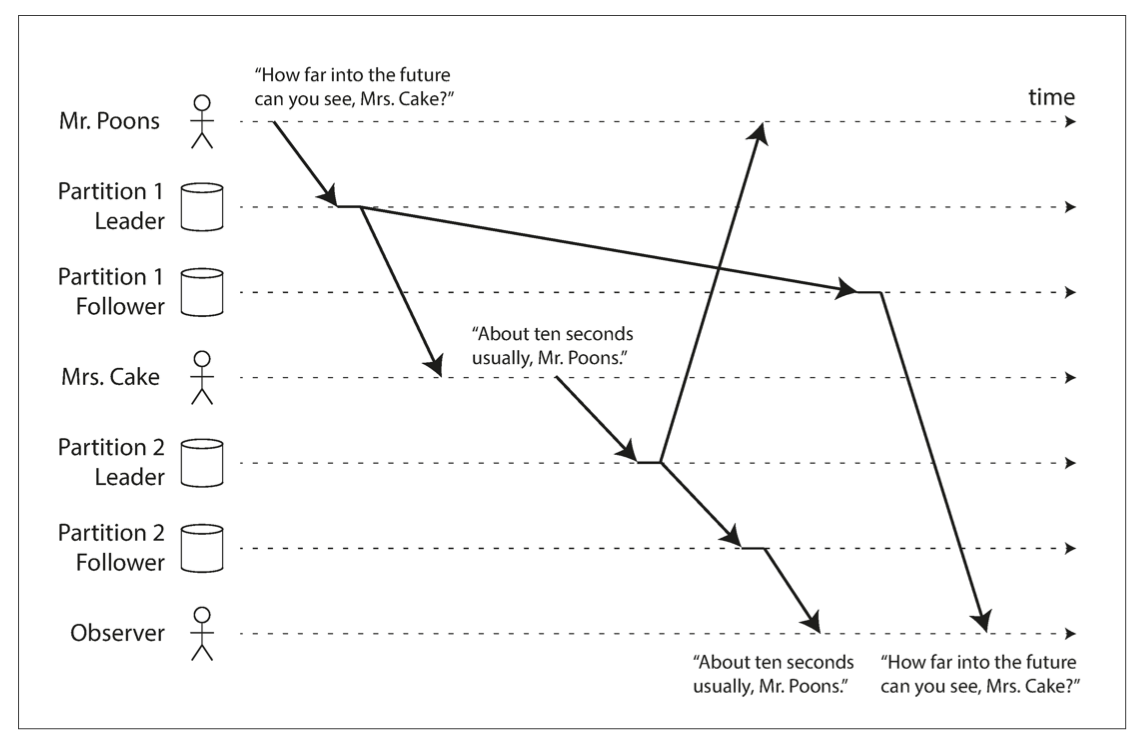 “How far into the future
can you see, Mrs. Cake?”
time
Mr. Poons
Partition 1
Leader
Partition 1
Follower
“About ten seconds
usually, Mr. Poons.”
Mrs. Cake
Partition 2
Leader
Partition 2
Follower
Observer
“About ten seconds
usually, Mr. Poons.”
“How far into the future
can you see, Mrs. Cake?”